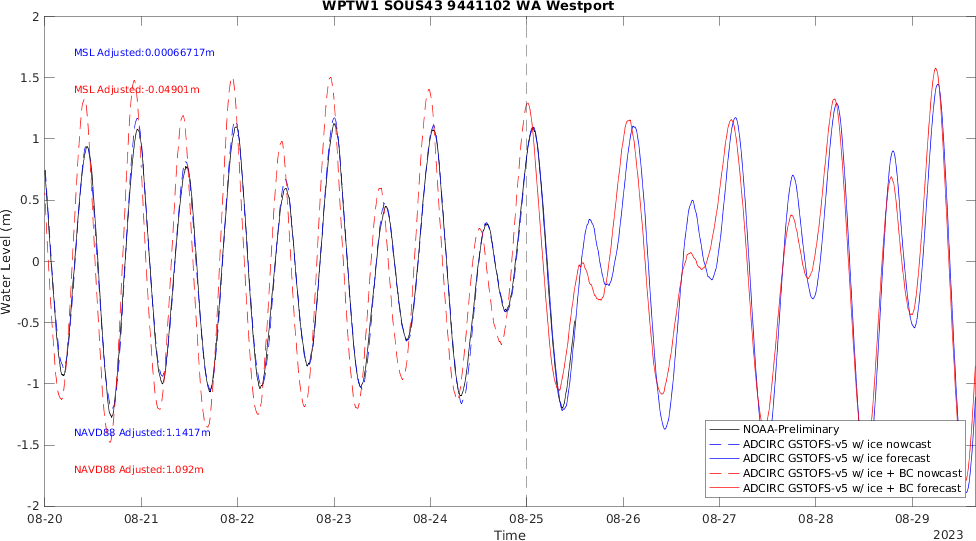 WPTW1 SOUS43 9441102 WA Westport
2
1.5
1
0.5
0
-0.5
-1
-1.5
-2
Water Level (m)
MSL Adjusted:0.00066717m
MSL Adjusted:-0.04901m
NAVD88 Adjusted:1.1417m
NAVD88 Adjusted:1.092m
NOAA-Preliminary
ADCIRC GSTOFS-v5 w/ ice nowcast
ADCIRC GSTOFS-v5 w/ ice forecast
ADCIRC GSTOFS-v5 w/ ice + BC nowcast
ADCIRC GSTOFS-v5 w/ ice + BC forecast
08-20 08-21 08-22 08-23 08-24 08-25 08-26 08-27 08-28 08-29
Time
2023